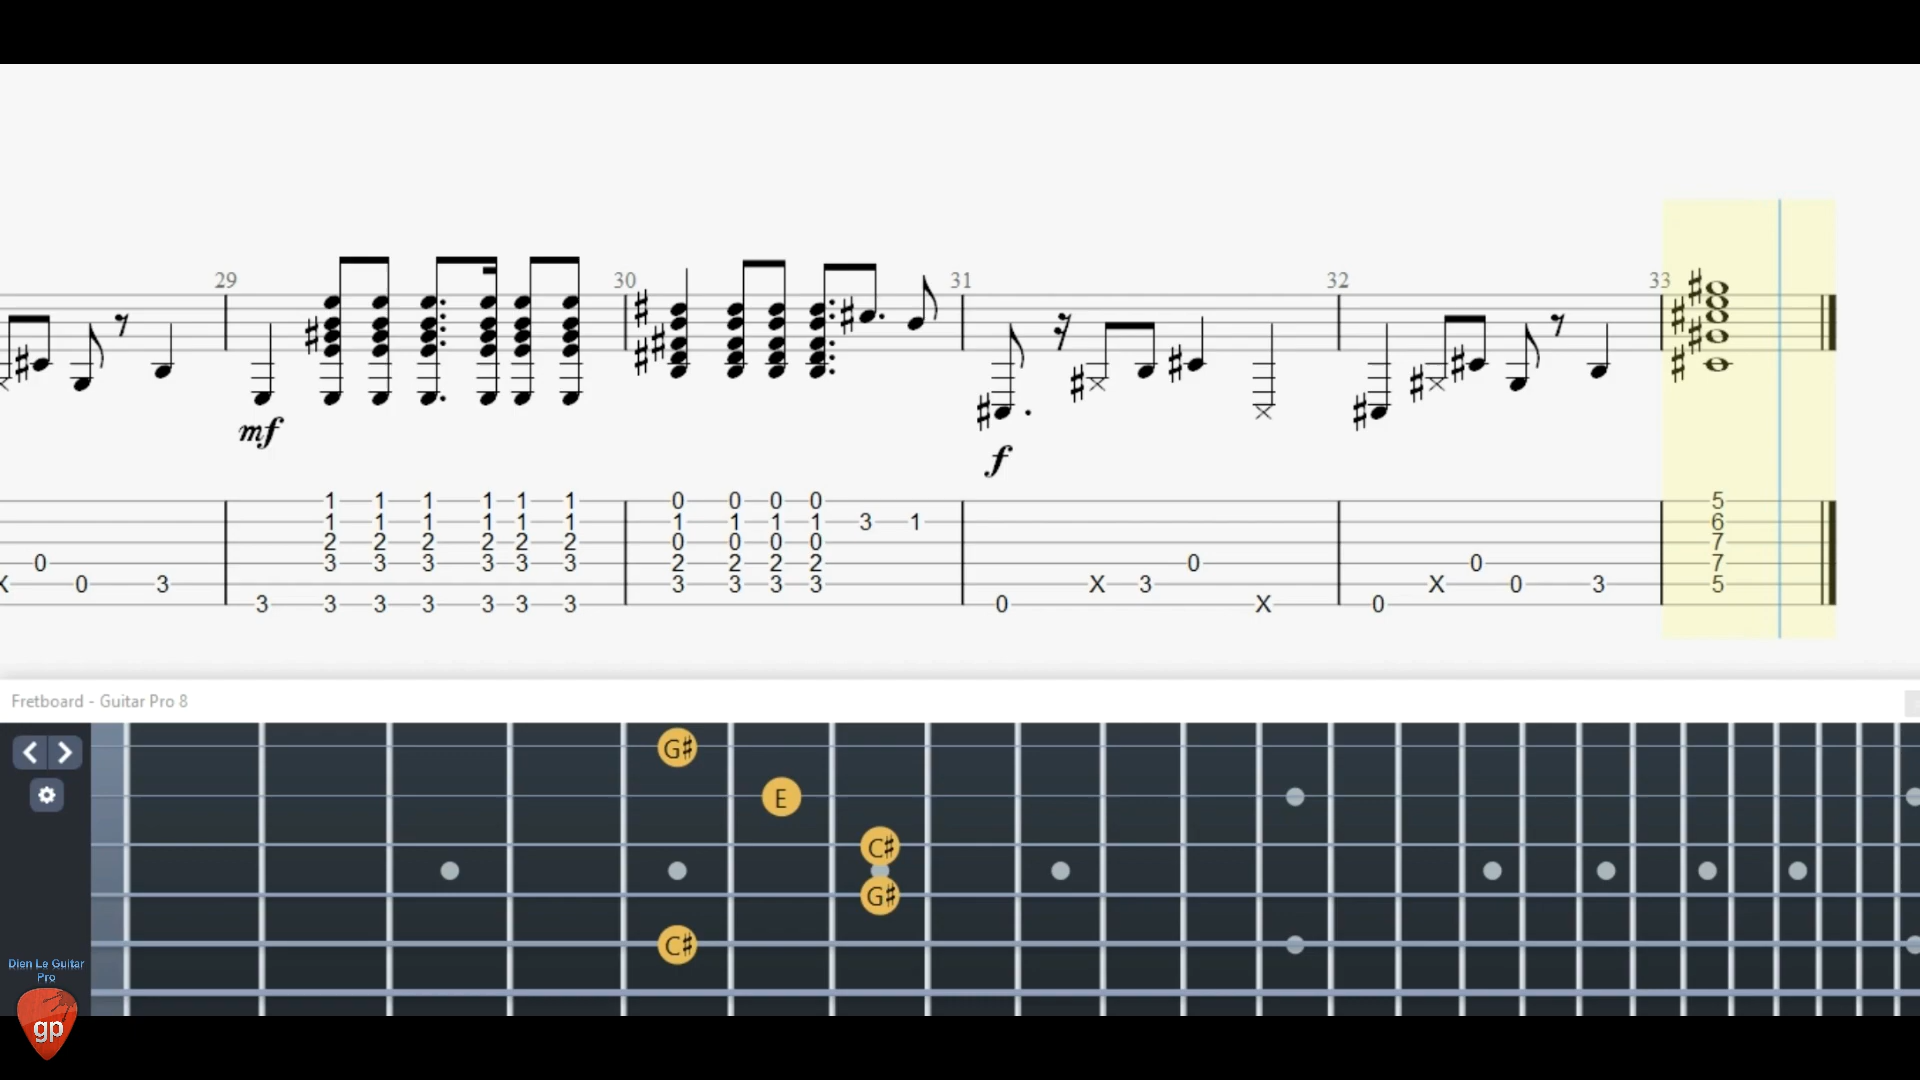 29 30 31 32 33
mf f
1 1 1 1 1 1 0 0 0 0 5
1 1 1 1 1 1 1 1 1 1 3 1 6
2 2 2 2 2 2 0 0 0 0 7
0 3 3 3 3 3 3 2 2 2 2 0 0 7
X 0 3 3 3 3 3 X 3 X 0 3 5
3 3 3 3 3 3 3 0 X 0
Fretboard - Guitar Pro 8
G#
E
C#
G#
C#
Dien Le Guitar
Pro
gp